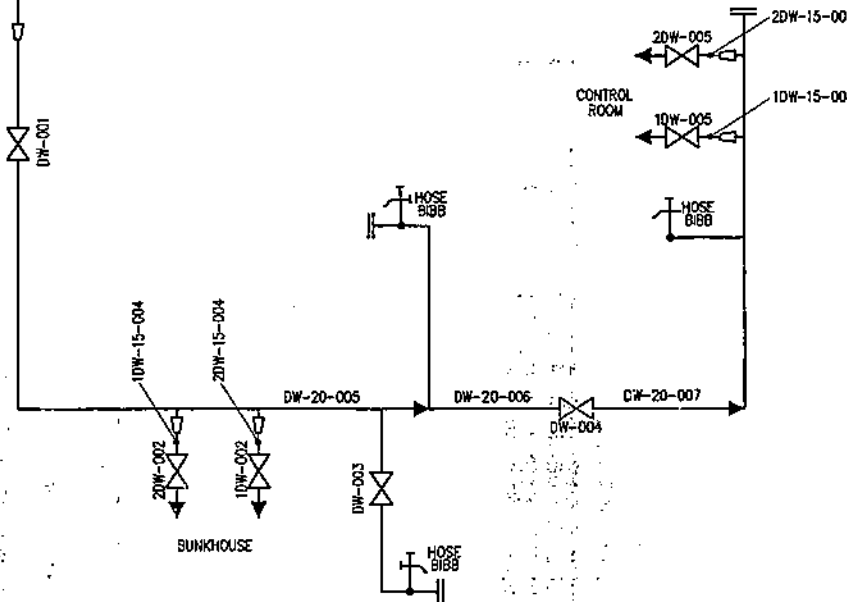 2DW-15-00
2DW-005
CONTROL
ROOM
1DW-15-00
1DW-005
DW-001
HOSE
BIBB
HOSE
BIBB
1DW-15-004
2DW-15-004
DW-20-005
DW-20-006
DW-20-007
DW-004
2DW-002
1DW-002
DW-003
BUNKHOUSE
HOSE
BIBB